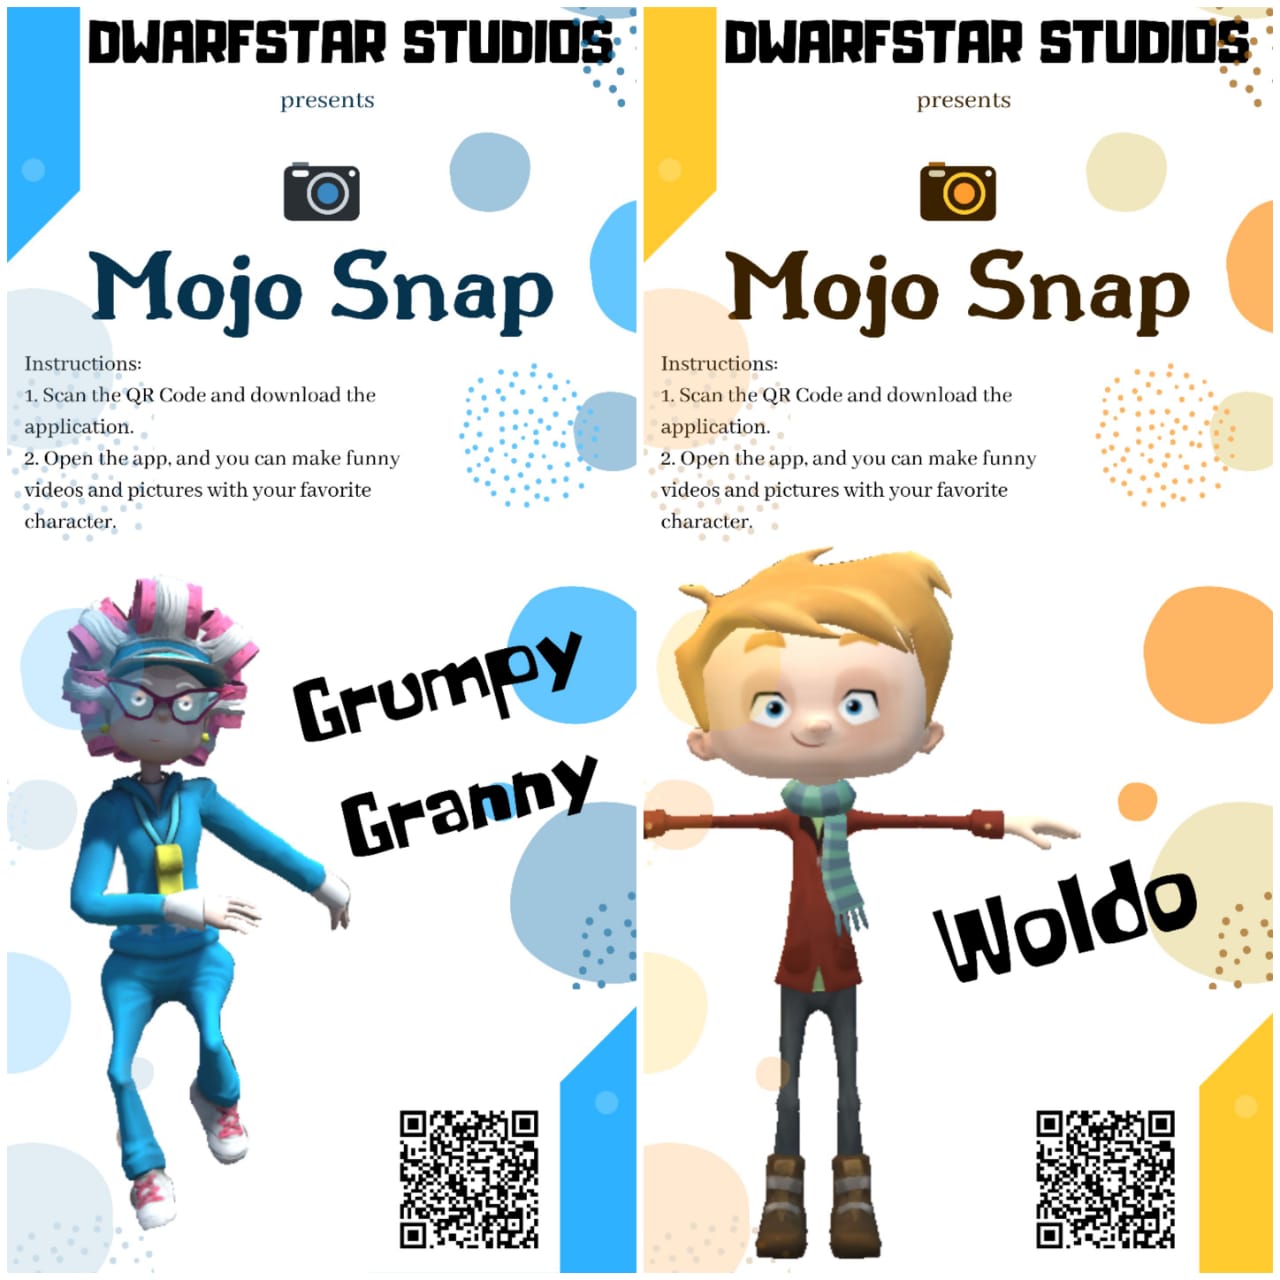 DWARFSTAR STUDIOS
presents
Mojo Snap
Instructions:
1. Scan the QR Code and download the
application.
2. Open the app, and you can make funny
videos and pictures with your favorite
character.
Grumpy
Granny
DWARFSTAR STUDIOS
presents
Mojo Snap
Instructions:
1. Scan the QR Code and download the
application.
2. Open the app, and you can make funny
videos and pictures with your favorite
character.
Woldo